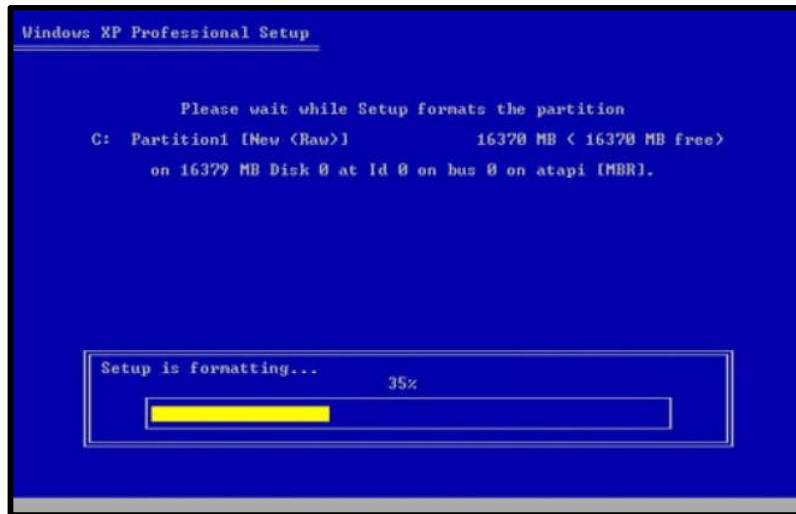 Windows XP Professional Setup
Please wait while Setup formats the partition
C: Partition1 [New (Raw)] 16370 MB ( 16370 MB free)
on 16379 MB Disk 0 at Id 0 on bus 0 on atapi [MBR].
Setup is formatting...
35%